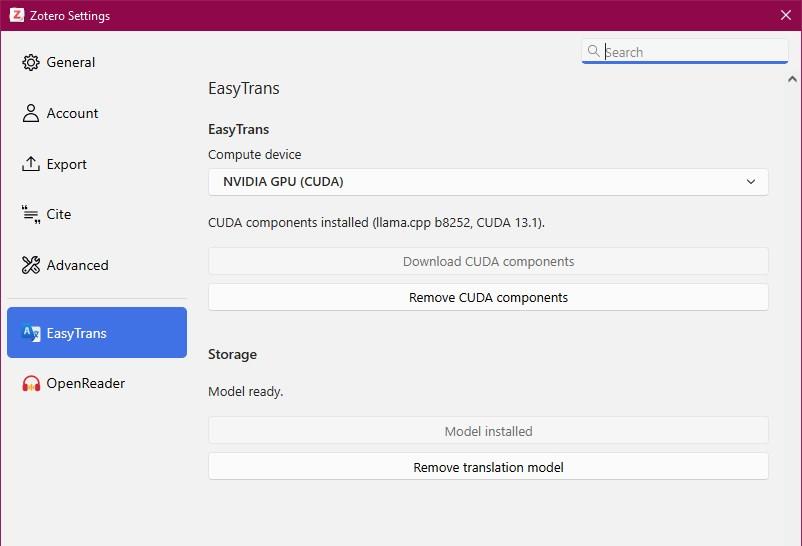 Zotero Settings
General
Account
Export
Cite
Advanced
EasyTrans
OpenReader
Search
EasyTrans
EasyTrans
Compute device
NVIDIA GPU (CUDA)
CUDA components installed (llama.cpp b8252, CUDA 13.1).
Download CUDA components
Remove CUDA components
Storage
Model ready.
Model installed
Remove translation model